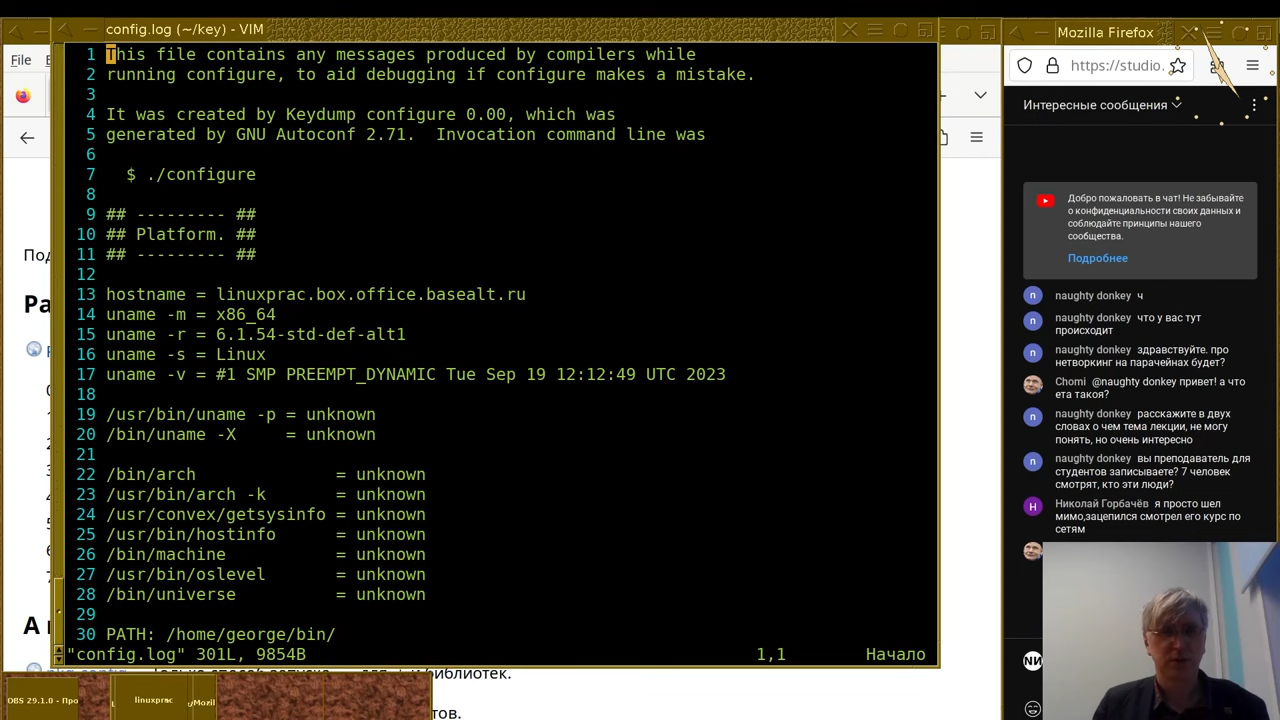 config.log (~/key) - VIM
File
1 This file contains any messages produced by compilers while
2 running configure, to aid debugging if configure makes a mistake.
3
4 It was created by Keydump configure 0.00, which was
5 generated by GNU Autoconf 2.71.  Invocation command line was
6
7   $ ./configure
8
9 ## --------- ##
10 ## Platform. ##
11 ## --------- ##
12
13 hostname = linuxprac.box.office.basealt.ru
14 uname -m = x86_64
15 uname -r = 6.1.54-std-def-alt1
16 uname -s = Linux
17 uname -v = #1 SMP PREEMPT_DYNAMIC Tue Sep 19 12:12:49 UTC 2023
18
19 /usr/bin/uname -p = unknown
20 /bin/uname -X     = unknown
21
22 /bin/arch              = unknown
23 /usr/bin/arch -k       = unknown
24 /usr/convex/getsysinfo = unknown
25 /usr/bin/hostinfo      = unknown
26 /bin/machine           = unknown
27 /usr/bin/oslevel       = unknown
28 /bin/universe          = unknown
29
30 PATH: /home/george/bin/
"config.log" 301L, 9854B 1,1 Начало
Под
Ра
А
библиотек.
тов.
OBS 29.1.0 - Про
linuxprac
Mozilla Firefox
https://studio.
Интересные сообщения
Добро пожаловать в чат! Не забывайте
о конфиденциальности своих данных и
соблюдайте принципы нашего
сообщества.
Подробнее
naughty donkey ч
naughty donkey что у вас тут
происходит
naughty donkey здравствуйте. про
нетворкинг на парачейнах будет?
Chomi @naughty donkey привет! а что
ета такоя?
naughty donkey расскажите в двух
словах о чем тема лекции, не могу
понять, но очень интересно
naughty donkey вы преподаватель для
студентов записываете? 7 человек
смотрят, кто эти люди?
Николай Горбачёв я просто шел
мимо,зацепился смотрел его курс по
сетям